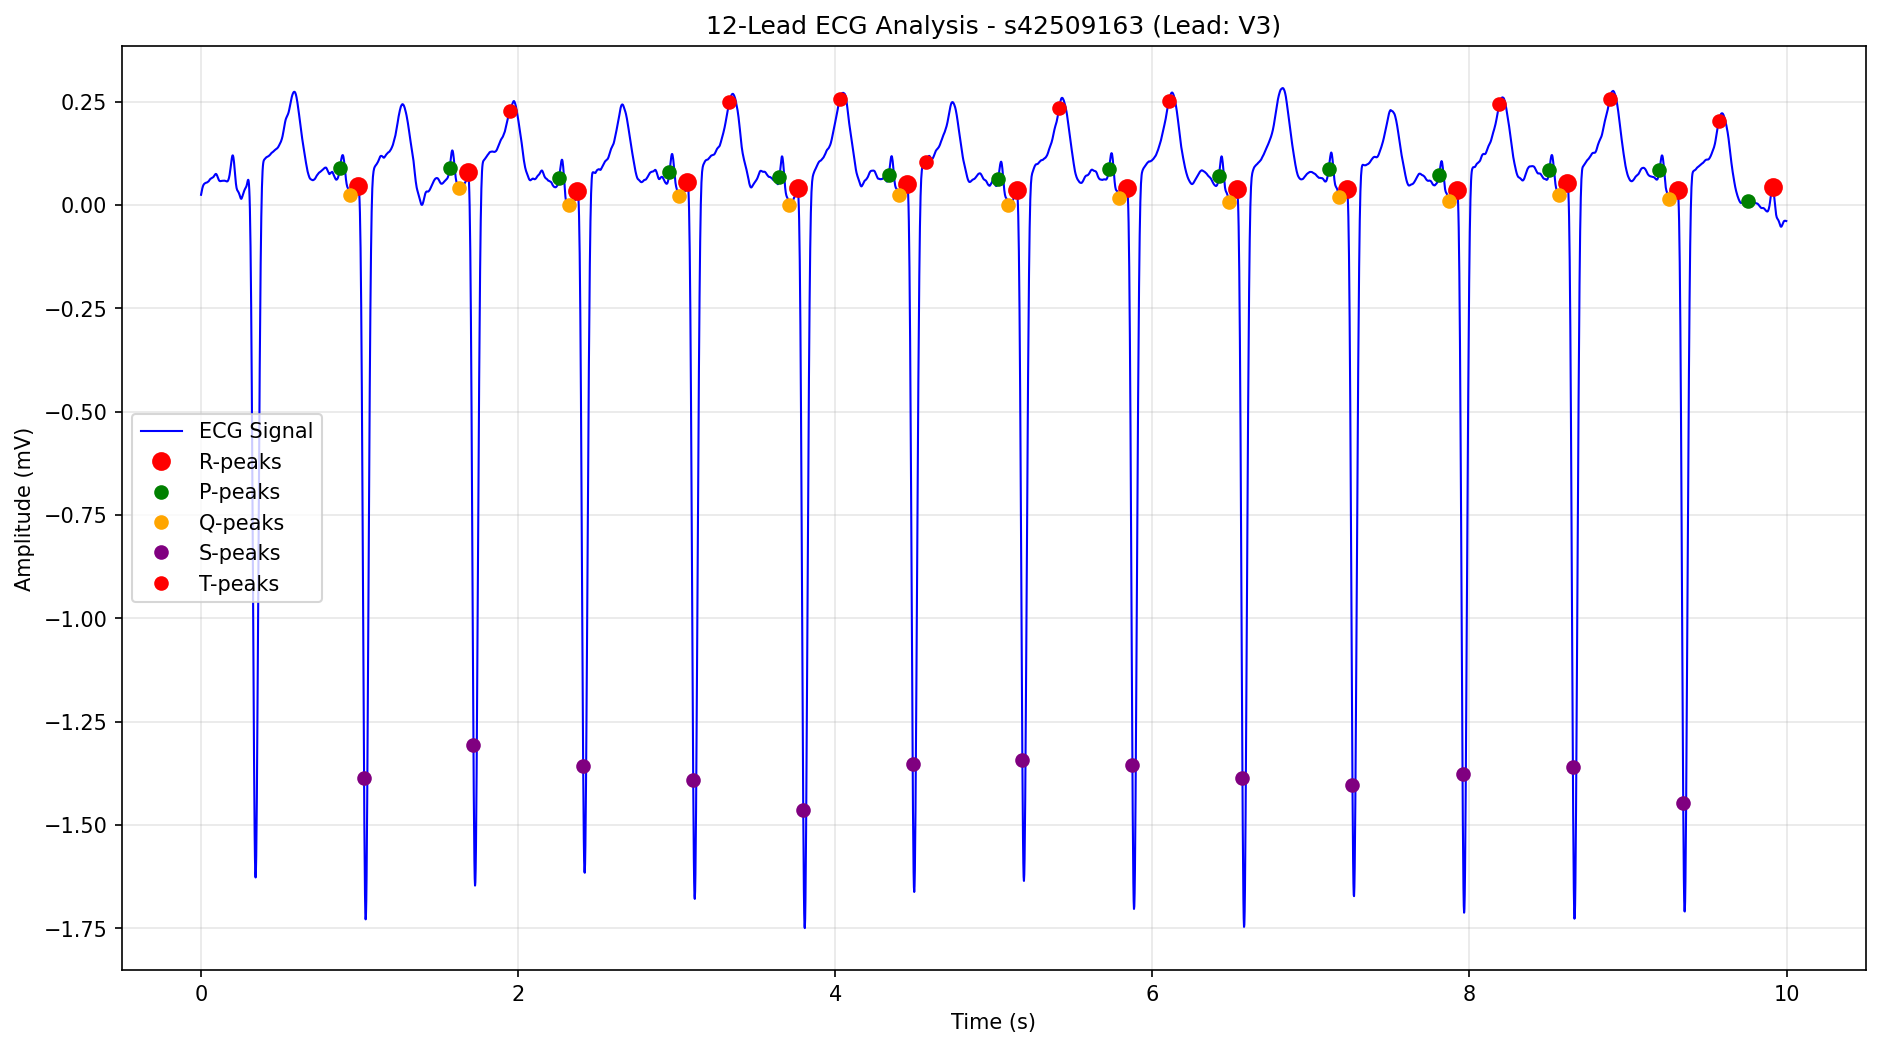 12-Lead ECG Analysis - s42509163 (Lead: V3)
Amplitude (mV)
0.25
0.00
−0.25
−0.50
−0.75
−1.00
−1.25
−1.50
−1.75
ECG Signal
R-peaks
P-peaks
Q-peaks
S-peaks
T-peaks
0 2 4 6 8 10
Time (s)